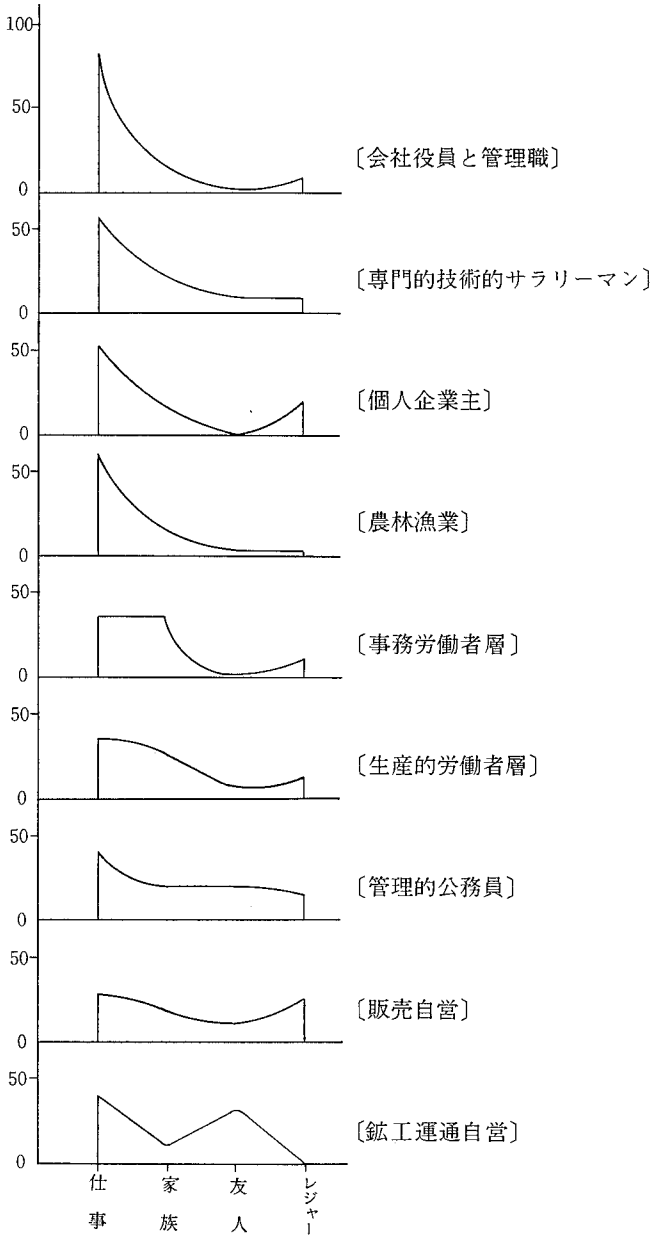 100
50
0
〔会社役員と管理職〕
50
0
〔専門的技術的サラリーマン〕
50
0
〔個人企業主〕
50
0
〔農林漁業〕
50
0
〔事務労働者層〕
50
0
〔生産的労働者層〕
50
0
〔管理的公務員〕
50
0
〔販売自営〕
50
0
〔鉱工運通自営〕
仕事
家族
友人
レジャー